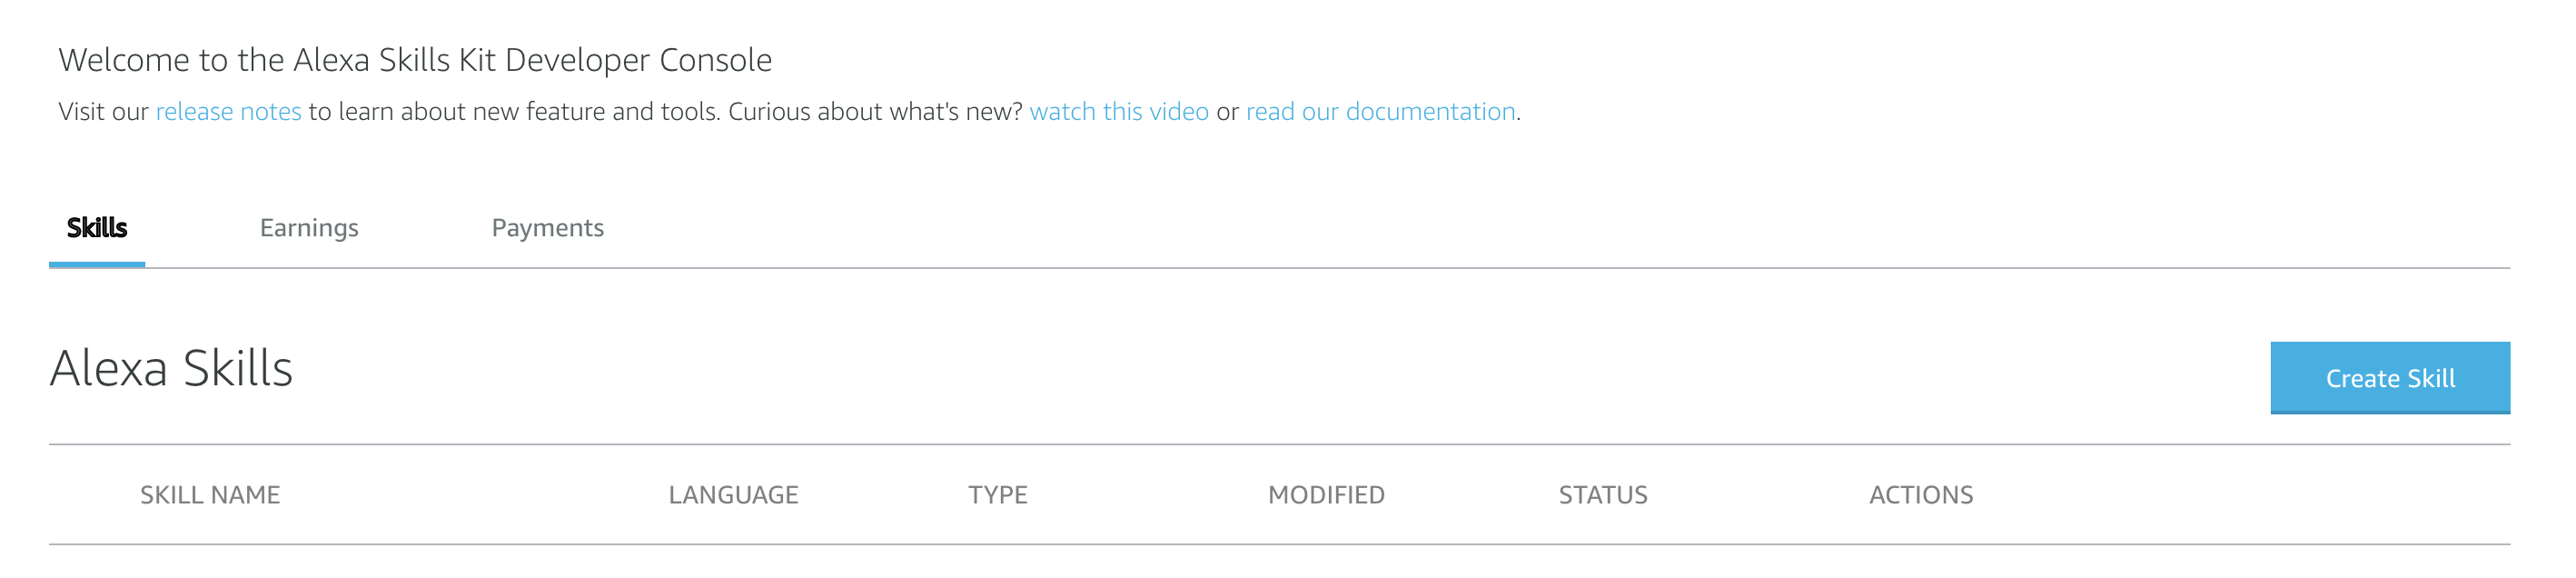 Welcome to the Alexa Skills Kit Developer Console
Visit our release notes to learn about new feature and tools. Curious about what's new? watch this video or read our documentation.
Skills Earnings Payments
Alexa Skills
Create Skill
SKILL NAME LANGUAGE TYPE MODIFIED STATUS ACTIONS